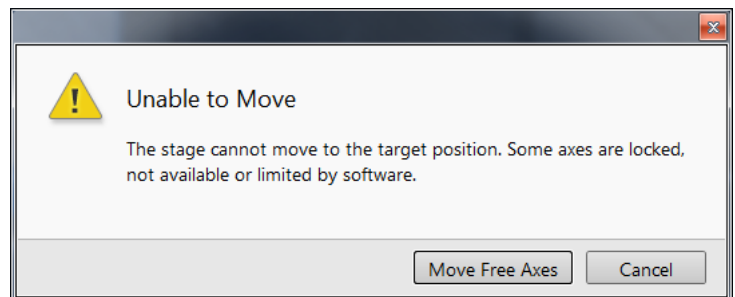 Unable to Move
The stage cannot move to the target position. Some axes are locked,
not available or limited by software.
Move Free Axes
Cancel